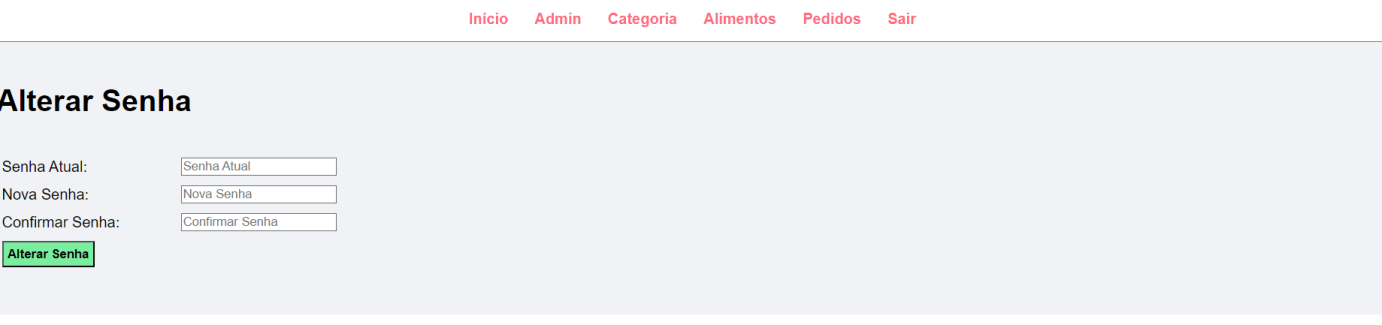 Início Admin Categoria Alimentos Pedidos Sair
Alterar Senha
Senha Atual: Senha Atual
Nova Senha: Nova Senha
Confirmar Senha: Confirmar Senha
Alterar Senha